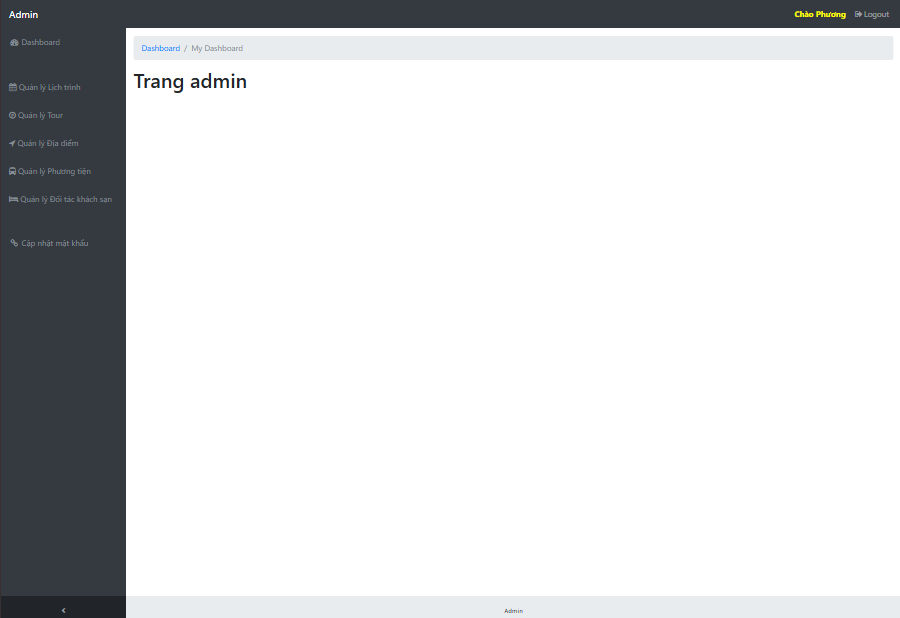 Admin
Chào Phương
Logout
Dashboard
Dashboard / My Dashboard
Trang admin
Quản lý Lịch trình
Quản lý Tour
Quản lý Địa điểm
Quản lý Phương tiện
Quản lý Đối tác khách sạn
Cập nhật mật khẩu
Admin